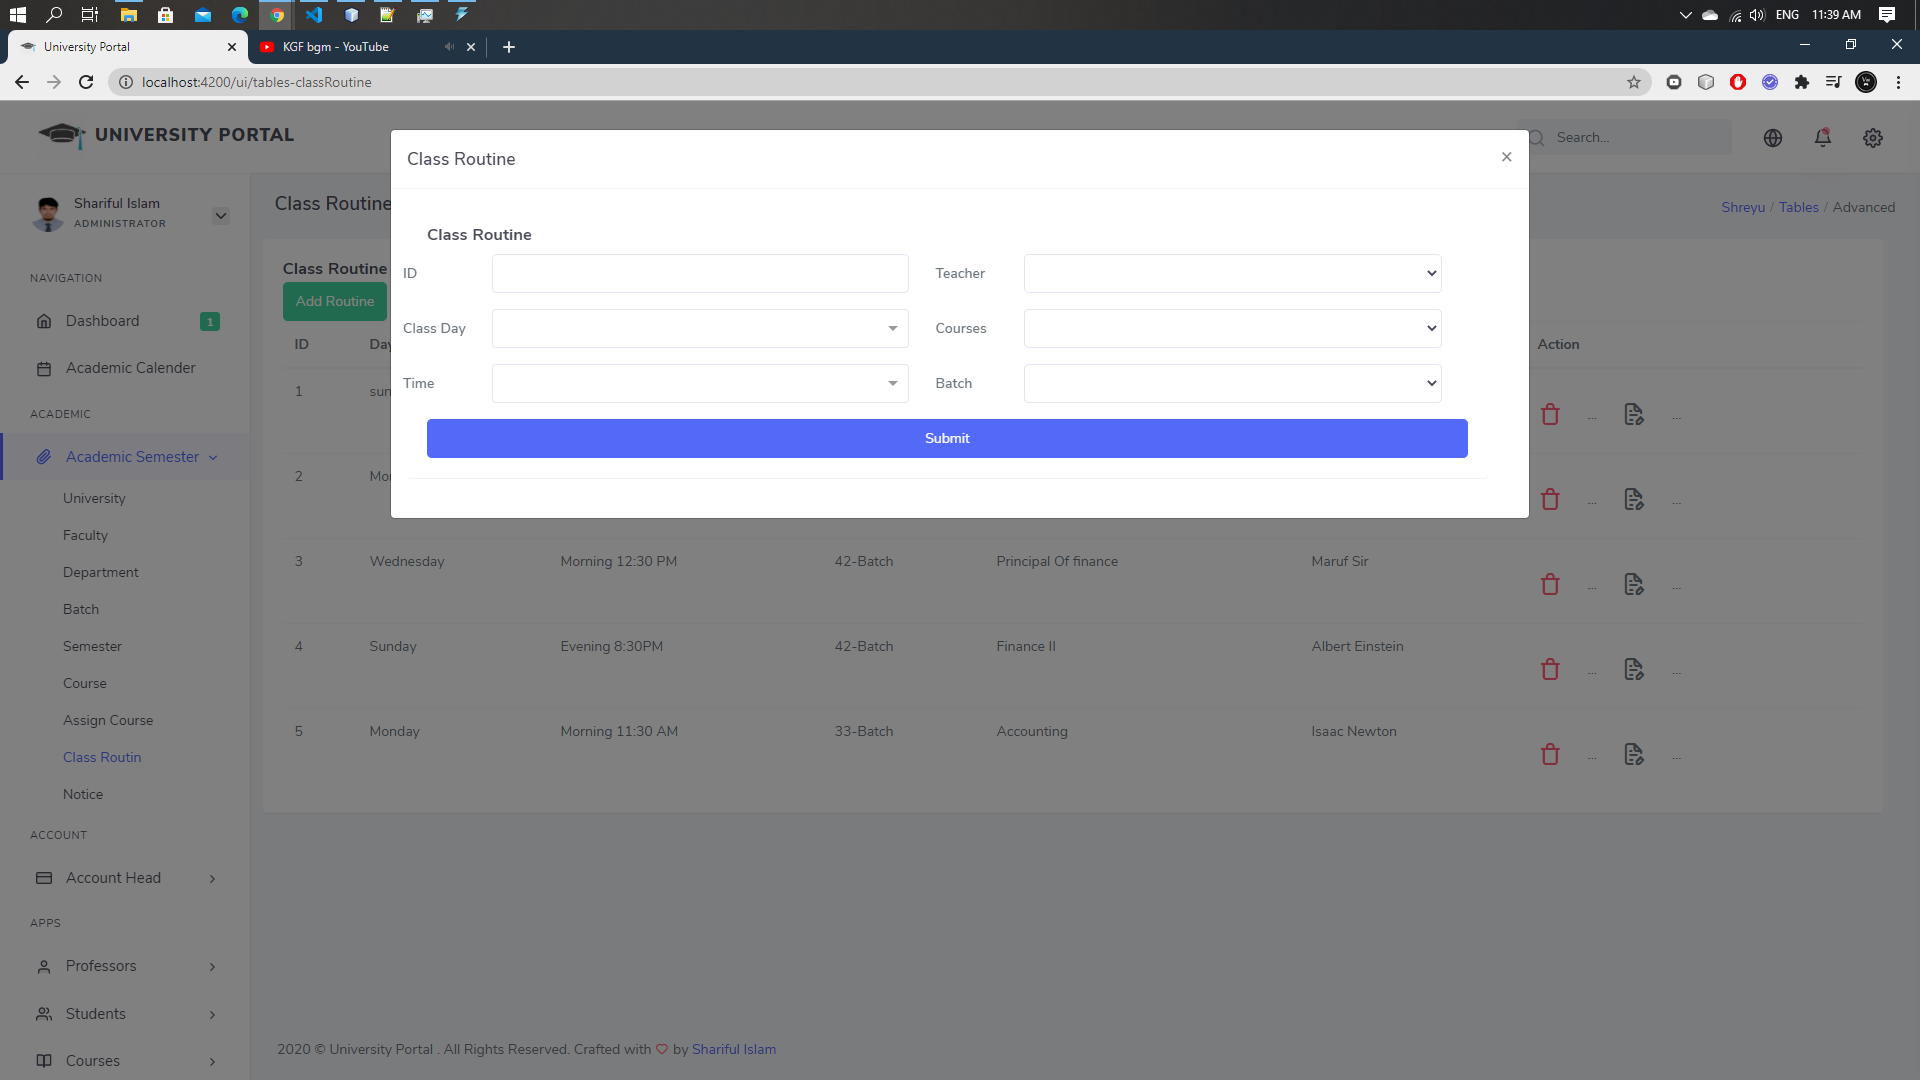 ENG 11:39 AM
University Portal
KGF bgm - YouTube
localhost:4200/ui/tables-classRoutine
UNIVERSITY PORTAL
Search...
Shariful Islam
ADMINISTRATOR
NAVIGATION
Dashboard 1
Academic Calender
ACADEMIC
Academic Semester
University
Faculty
Department
Batch
Semester
Course
Assign Course
Class Routin
Notice
ACCOUNT
Account Head
APPS
Professors
Students
Courses
Class Routine
Shreyu / Tables / Advanced
Class Routine
Add Routine
Class Routine ×
Class Routine
ID Teacher
Class Day Courses
Time Batch
Submit
ID Action
1 ... ...
2 ... ...
3 Wednesday Morning 12:30 PM 42-Batch Principal Of finance Maruf Sir ... ...
4 Sunday Evening 8:30PM 42-Batch Finance II Albert Einstein ... ...
5 Monday Morning 11:30 AM 33-Batch Accounting Isaac Newton ... ...
2020 © University Portal . All Rights Reserved. Crafted with by Shariful Islam